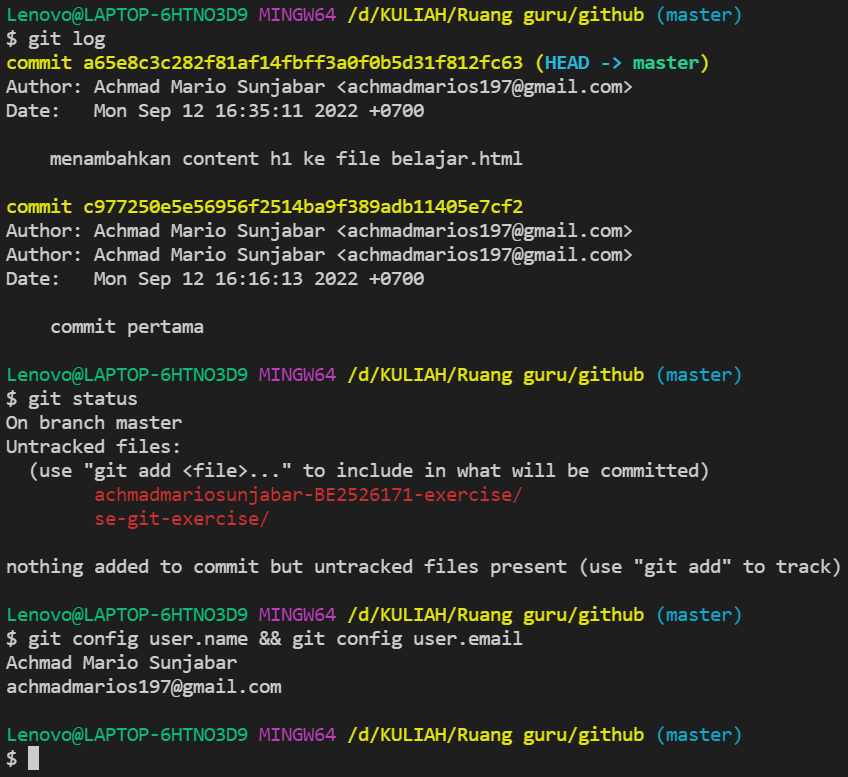 Lenovo@LAPTOP-6HTNO3D9 MINGW64 /d/KULIAH/Ruang guru/github (master)
$ git log
commit a65e8c3c282f81af14fbff3a0f0b5d31f812fc63 (HEAD -> master)
Author: Achmad Mario Sunjabar <achmadmarios197@gmail.com>
Date:   Mon Sep 12 16:35:11 2022 +0700

    menambahkan content h1 ke file belajar.html

commit c977250e5e56956f2514ba9f389adb11405e7cf2
Author: Achmad Mario Sunjabar <achmadmarios197@gmail.com>
Author: Achmad Mario Sunjabar <achmadmarios197@gmail.com>
Date:   Mon Sep 12 16:16:13 2022 +0700

    commit pertama

Lenovo@LAPTOP-6HTNO3D9 MINGW64 /d/KULIAH/Ruang guru/github (master)
$ git status
On branch master
Untracked files:
  (use "git add <file>..." to include in what will be committed)
        achmadmariosunjabar-BE2526171-exercise/
        se-git-exercise/

nothing added to commit but untracked files present (use "git add" to track)

Lenovo@LAPTOP-6HTNO3D9 MINGW64 /d/KULIAH/Ruang guru/github (master)
$ git config user.name && git config user.email
Achmad Mario Sunjabar
achmadmarios197@gmail.com

Lenovo@LAPTOP-6HTNO3D9 MINGW64 /d/KULIAH/Ruang guru/github (master)
$